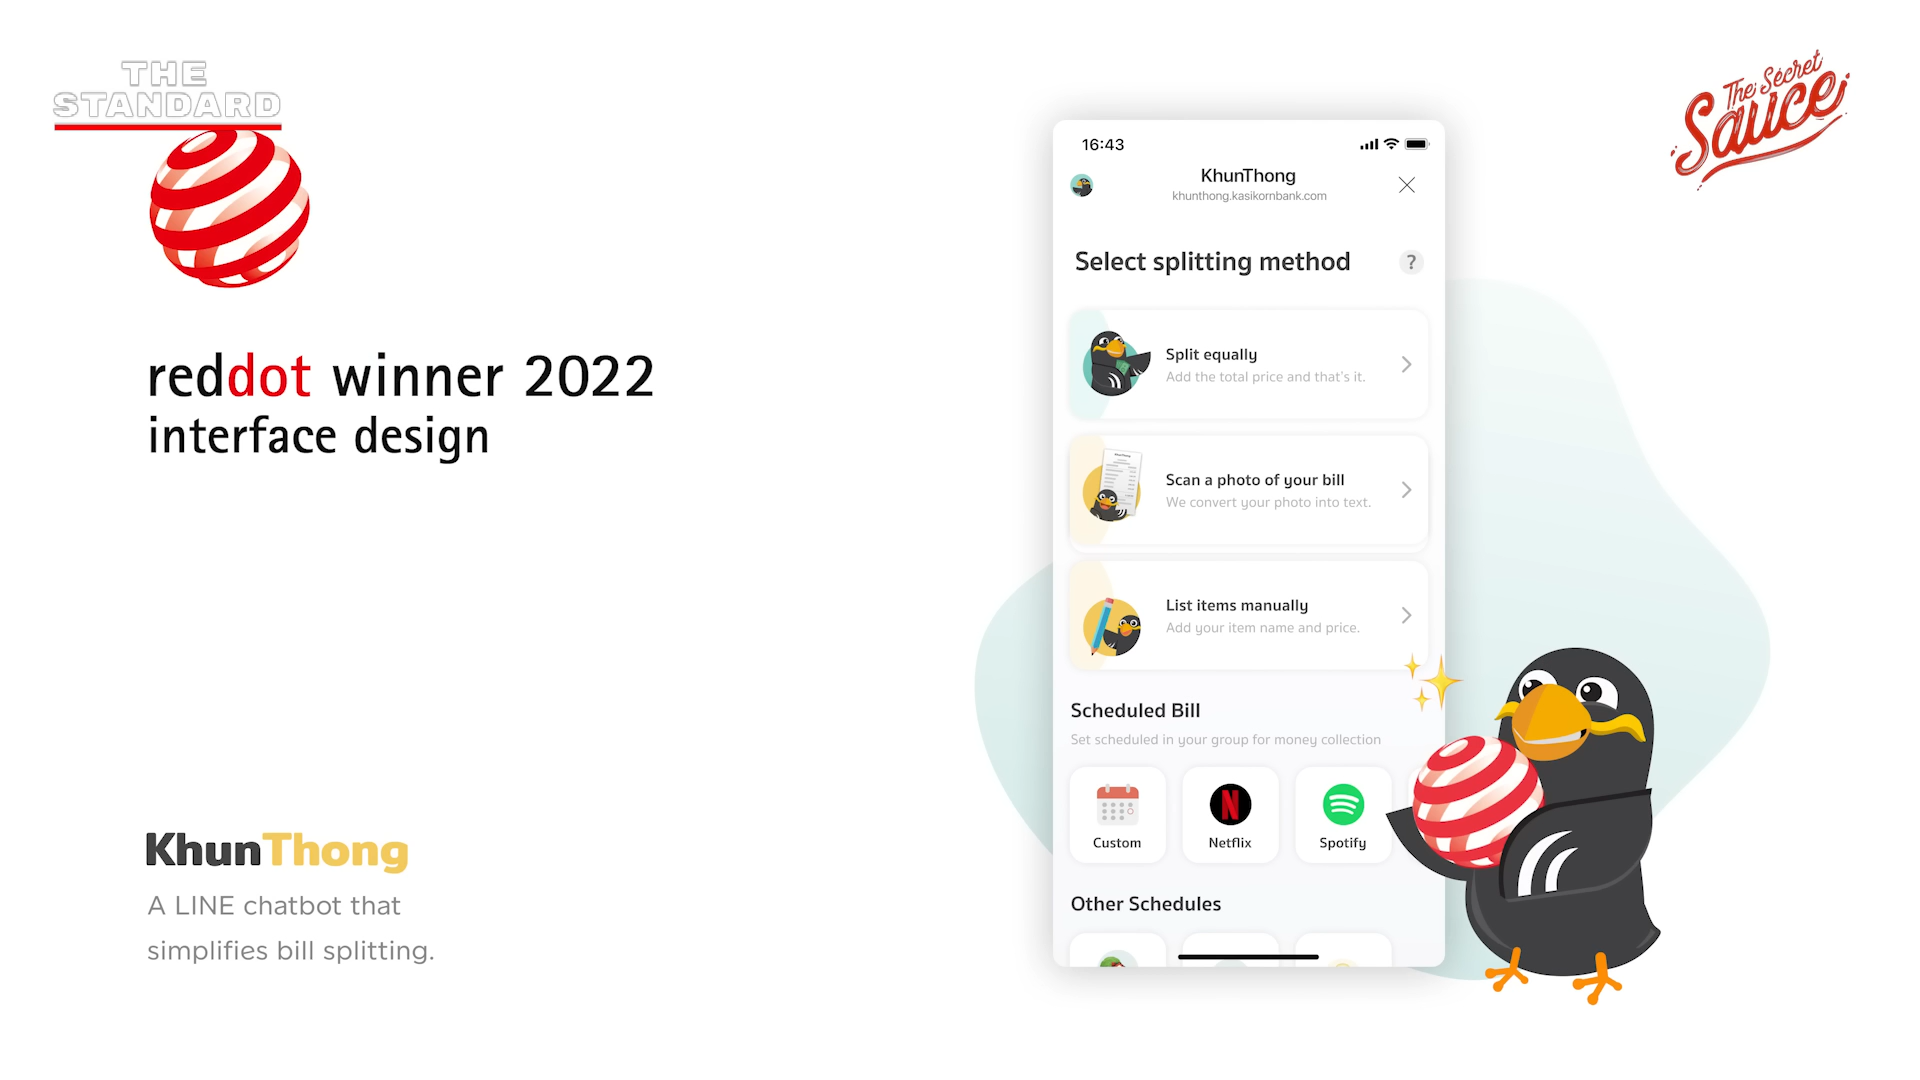 THE
STANDARD
The Secret
Sauce
reddot winner 2022
interface design
KhunThong
A LINE chatbot that
simplifies bill splitting.
16:43
KhunThong
khunthong.kasikornbank.com
Select splitting method
?
Split equally
Add the total price and that's it.
Scan a photo of your bill
We convert your photo into text.
List items manually
Add your item name and price.
Scheduled Bill
Set scheduled in your group for money collection
Custom
Netflix
Spotify
Other Schedules